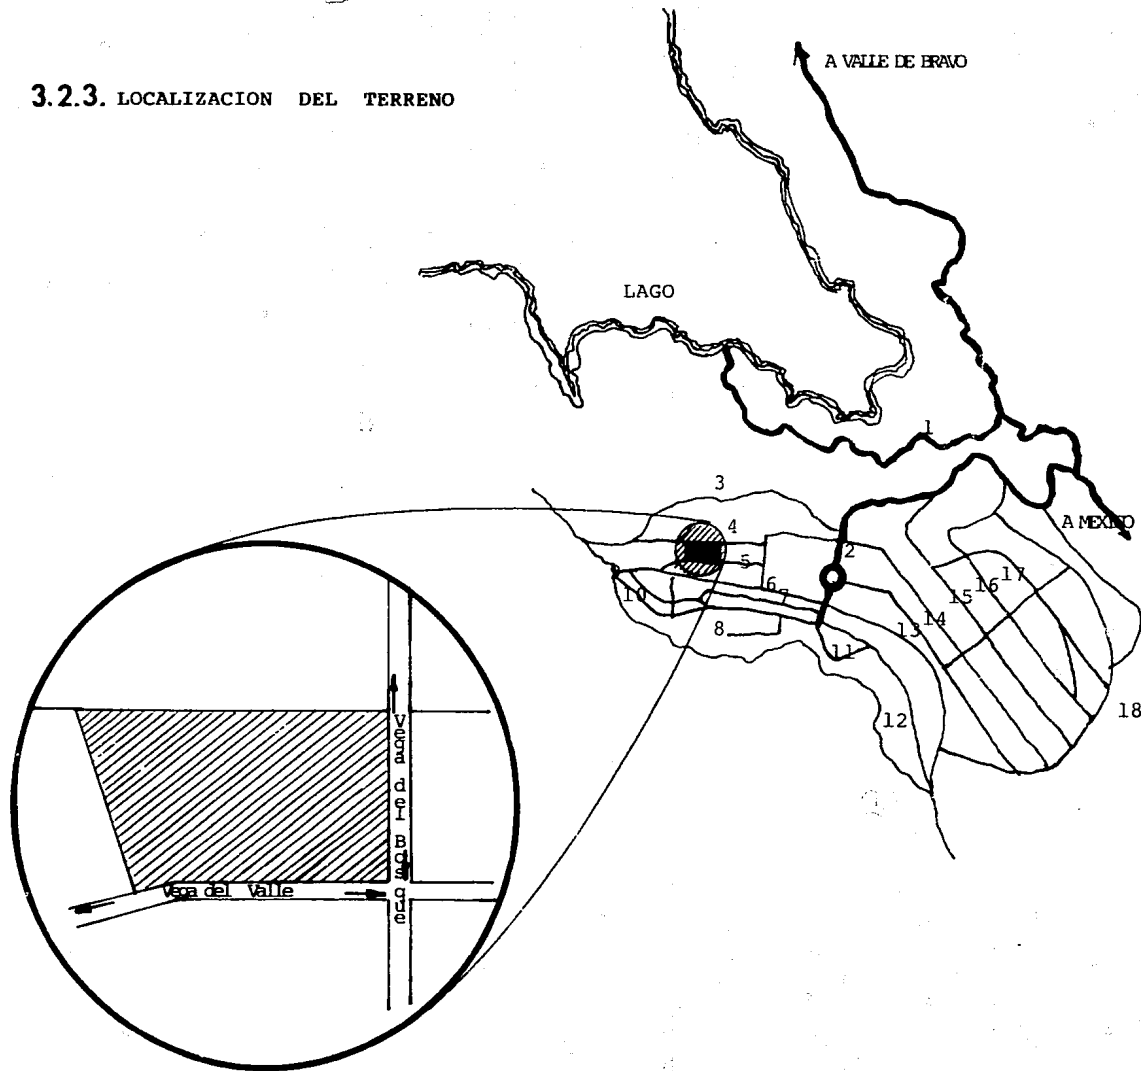 A VALLE DE BRAVO
3.2.3. LOCALIZACION DEL TERRENO
LAGO
1
3
A MEXICO
4
2
5
6
7
17
16
15
10
14
13
8
11
12
18
Vega del Bosque
Vega del Valle